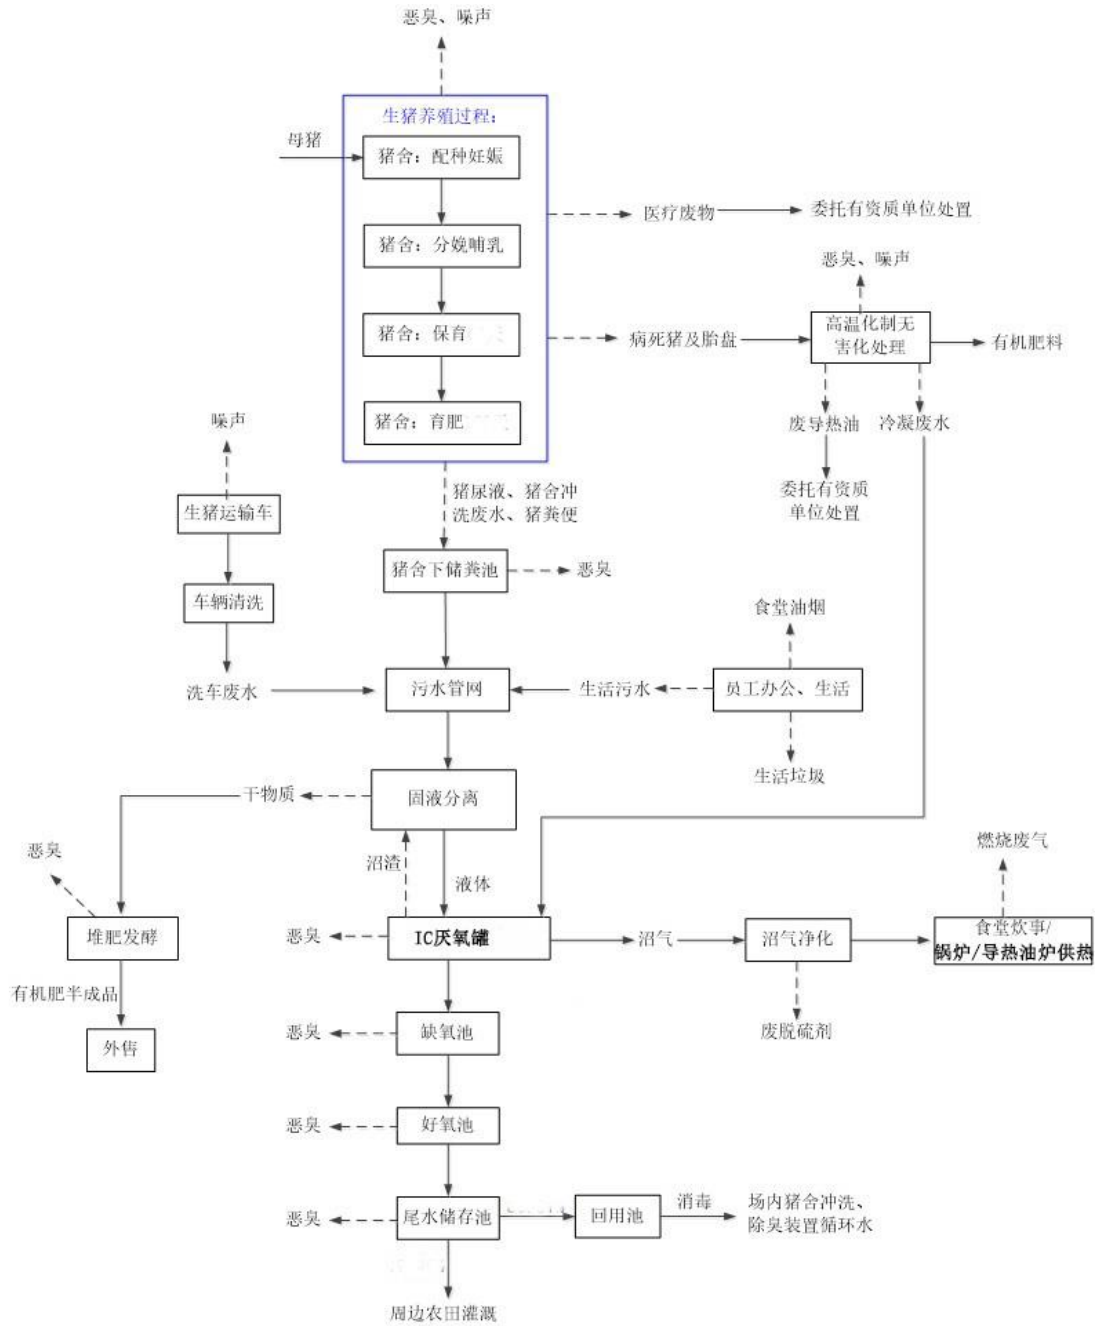 恶臭、噪声
生猪养殖过程:
母猪
猪舍：配种妊娠
猪舍：分娩哺乳
猪舍：保育
猪舍：育肥
医疗废物
委托有资质单位处置
恶臭、噪声
病死猪及胎盘
高温化制无
害化处理
有机肥料
废导热油
冷凝废水
委托有资质
单位处置
噪声
生猪运输车
车辆清洗
洗车废水
猪尿液、猪舍冲
洗废水、猪粪便
猪舍下储粪池
恶臭
食堂油烟
污水管网
生活污水
员工办公、生活
生活垃圾
干物质
固液分离
恶臭
沼渣
液体
燃烧废气
堆肥发酵
恶臭
IC厌氧罐
沼气
沼气净化
食堂炊事/
锅炉/导热油炉供热
有机肥半成品
外售
恶臭
缺氧池
废脱硫剂
恶臭
好氧池
恶臭
尾水储存池
回用池
消毒
场内猪舍冲洗、
除臭装置循环水
周边农田灌溉